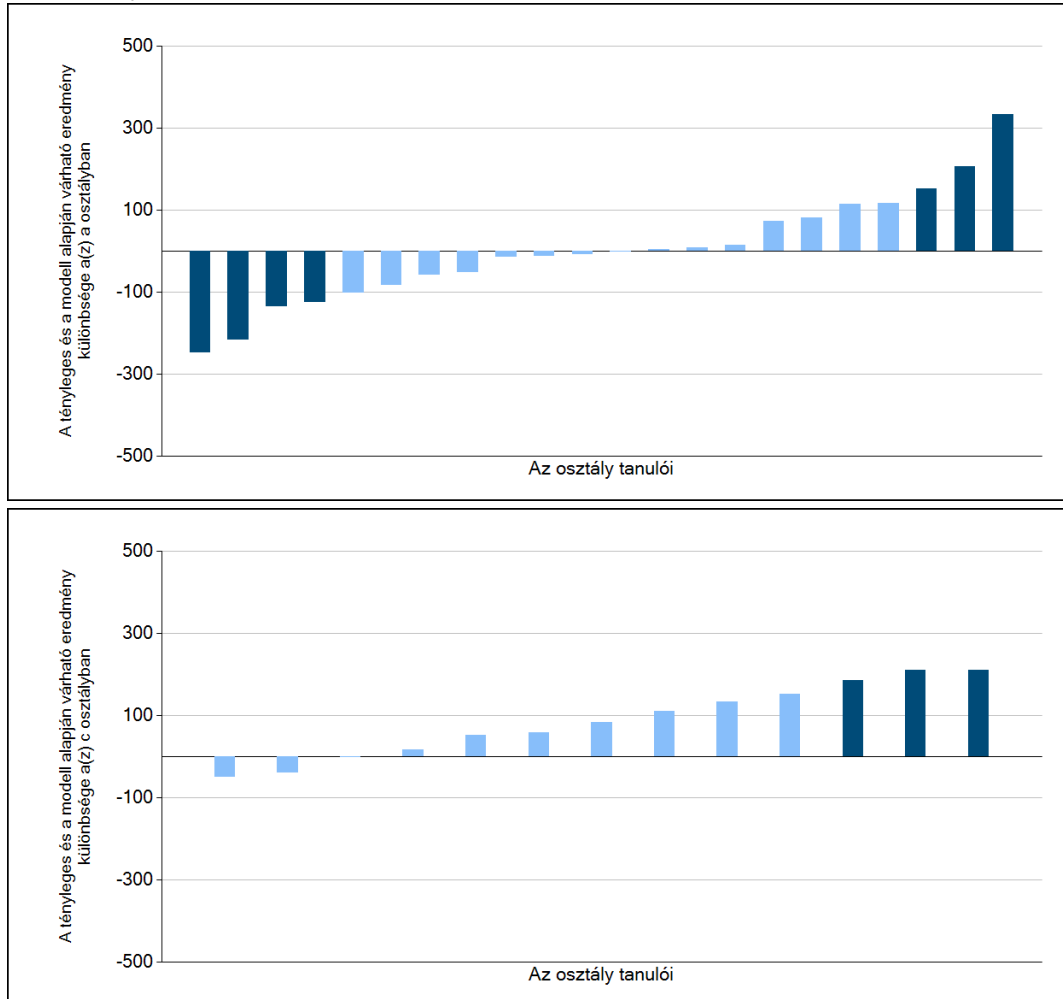 A tényleges és a modell alapján várható eredmény
különbsége a(z) a osztályban
500
300
100
-100
-300
-500
Az osztály tanulói
A tényleges és a modell alapján várható eredmény
különbsége a(z) c osztályban
500
300
100
-100
-300
-500
Az osztály tanulói